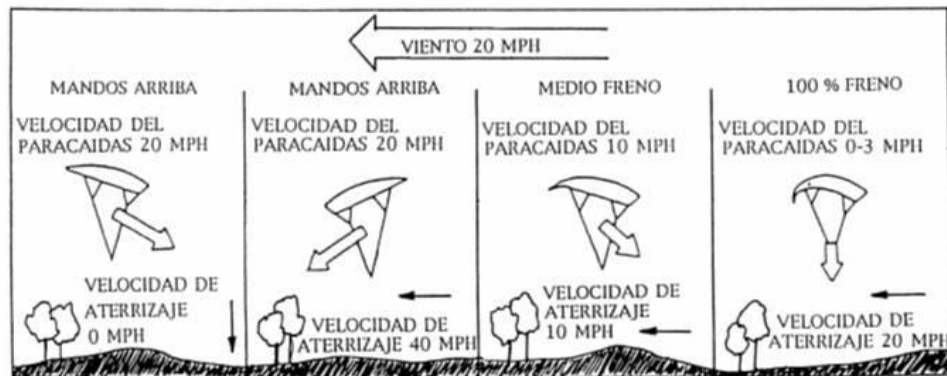 VIENTO 20 MPH
MANDOS ARRIBA
VELOCIDAD DEL
PARACAIDAS 20 MPH
VELOCIDAD DE
ATERRIZAJE
0 MPH
MANDOS ARRIBA
VELOCIDAD DEL
PARACAIDAS 20 MPH
VELOCIDAD DE
ATERRIZAJE 40 MPH
MEDIO FRENO
VELOCIDAD DEL
PARACAIDAS 10 MPH
VELOCIDAD DE
ATERRIZAJE
10 MPH
100 % FRENO
VELOCIDAD DEL
PARACAIDAS 0-3 MPH
VELOCIDAD DE
ATERRIZAJE 20 MPH